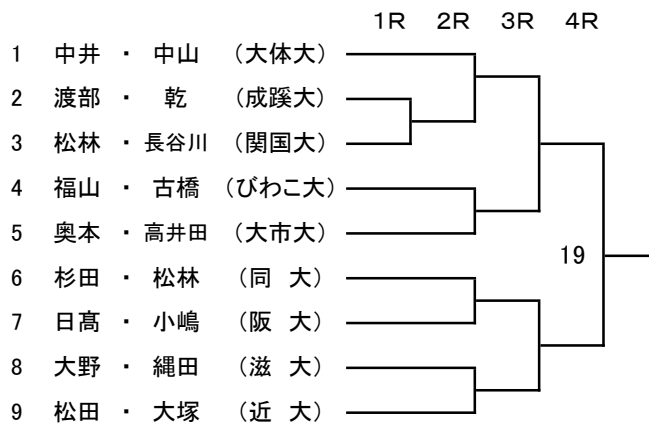 1R 2R 3R 4R
1 中井 ・ 中山 (大体大)
2 渡部 ・ 乾 (成蹊大)
3 松林 ・ 長谷川 (関国大)
4 福山 ・ 古橋 (びわこ大)
5 奥本 ・ 高井田 (大市大)
19
6 杉田 ・ 松林 (同 大)
7 日髙 ・ 小嶋 (阪 大)
8 大野 ・ 縄田 (滋 大)
9 松田 ・ 大塚 (近 大)